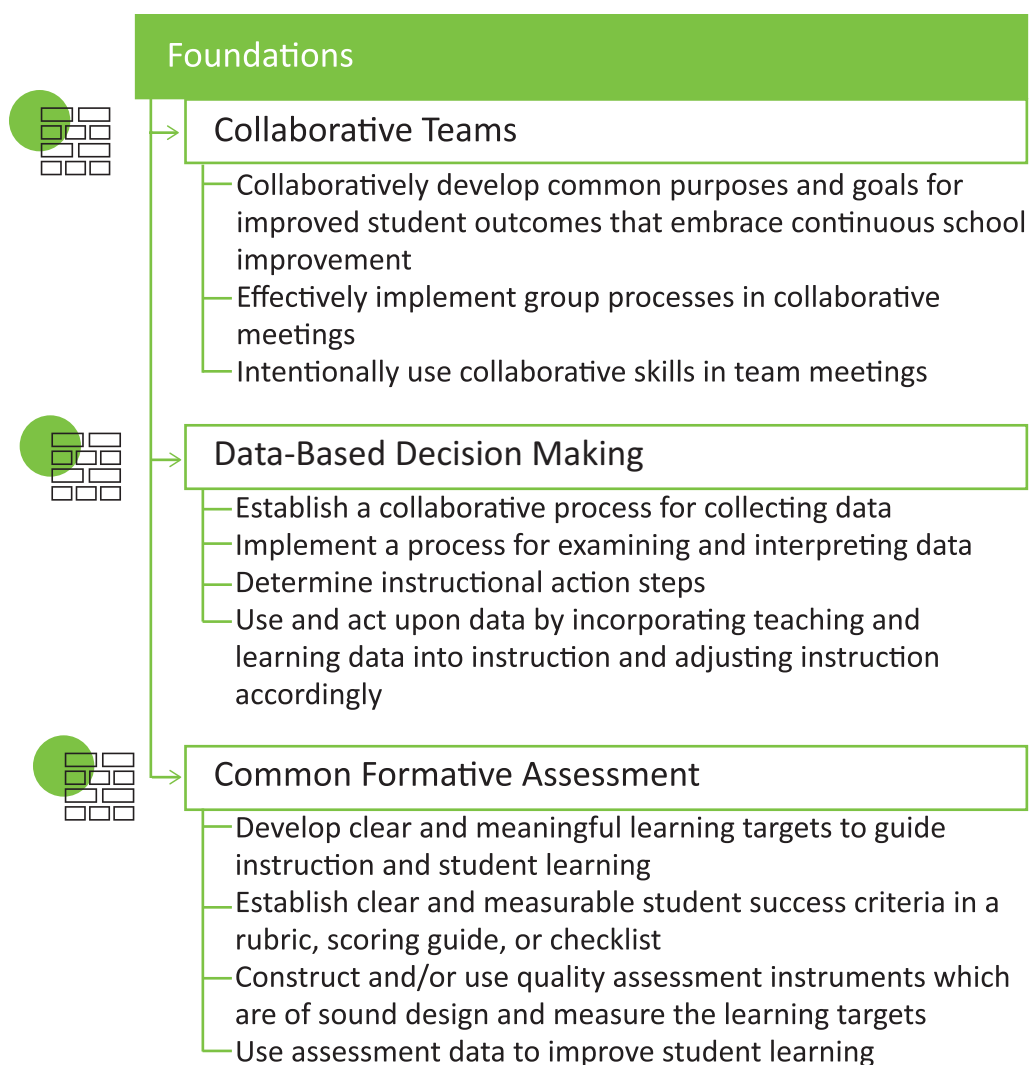 Foundations
Collaborative Teams
Collaboratively develop common purposes and goals for
improved student outcomes that embrace continuous school
improvement
Effectively implement group processes in collaborative
meetings
Intentionally use collaborative skills in team meetings
Data-Based Decision Making
Establish a collaborative process for collecting data
Implement a process for examining and interpreting data
Determine instructional action steps
Use and act upon data by incorporating teaching and
learning data into instruction and adjusting instruction
accordingly
Common Formative Assessment
Develop clear and meaningful learning targets to guide
instruction and student learning
Establish clear and measurable student success criteria in a
rubric, scoring guide, or checklist
Construct and/or use quality assessment instruments which
are of sound design and measure the learning targets
Use assessment data to improve student learning